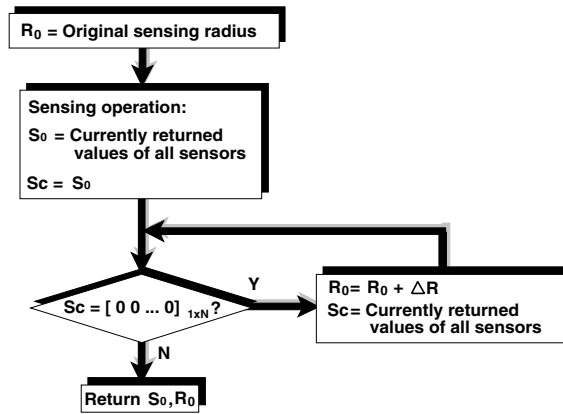 R₀ = Original sensing radius
Sensing operation:
S₀ = Currently returned
values of all sensors
Sc = S₀
Y
R₀= R₀ + △R
Sc= Currently returned
values of all sensors
Sc = [ 0 0 ... 0] 1xN ?
N
Return S₀,R₀